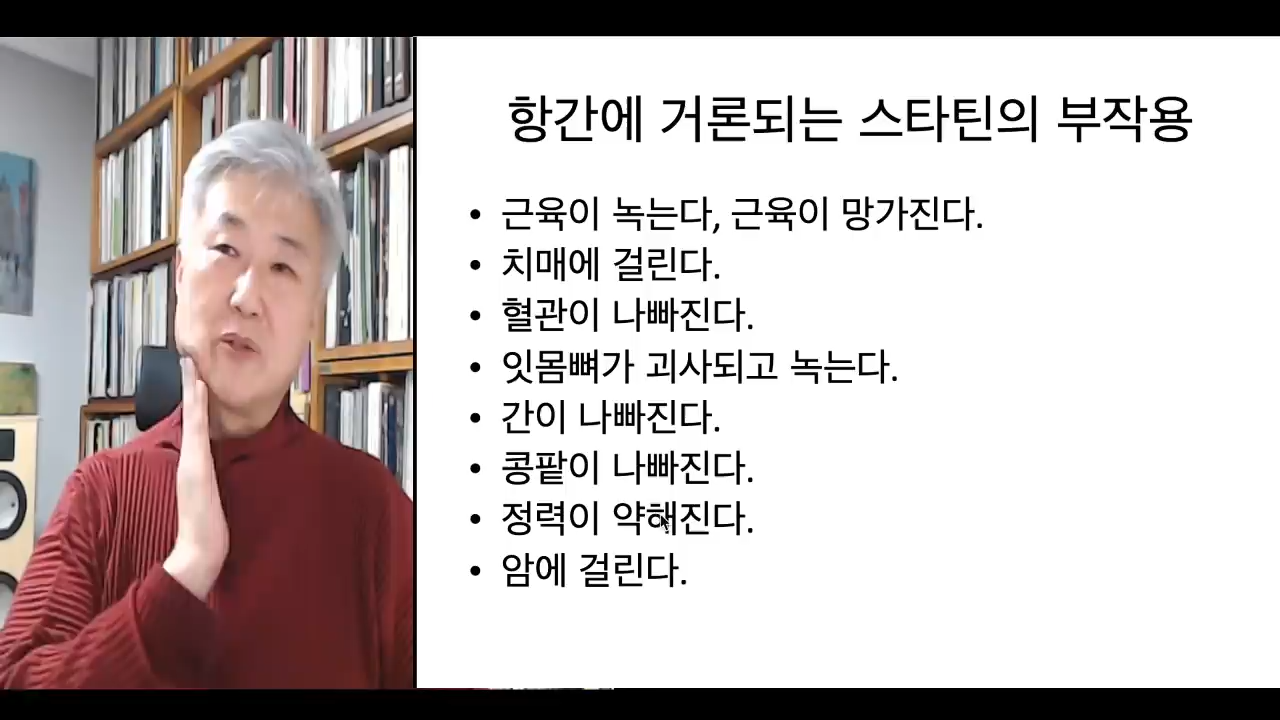 항간에 거론되는 스타틴의 부작용
• 근육이 녹는다, 근육이 망가진다.
• 치매에 걸린다.
• 혈관이 나빠진다.
• 잇몸뼈가 괴사되고 녹는다.
• 간이 나빠진다.
• 콩팥이 나빠진다.
• 정력이 약해진다.
• 암에 걸린다.